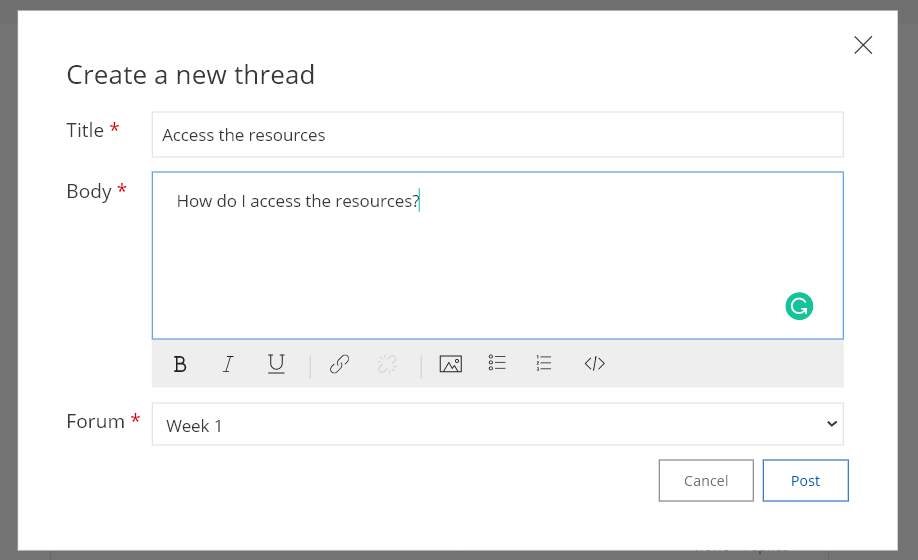 Create a new thread
Title *
Access the resources
Body *
How do I access the resources?
Forum *
Week 1
Cancel
Post